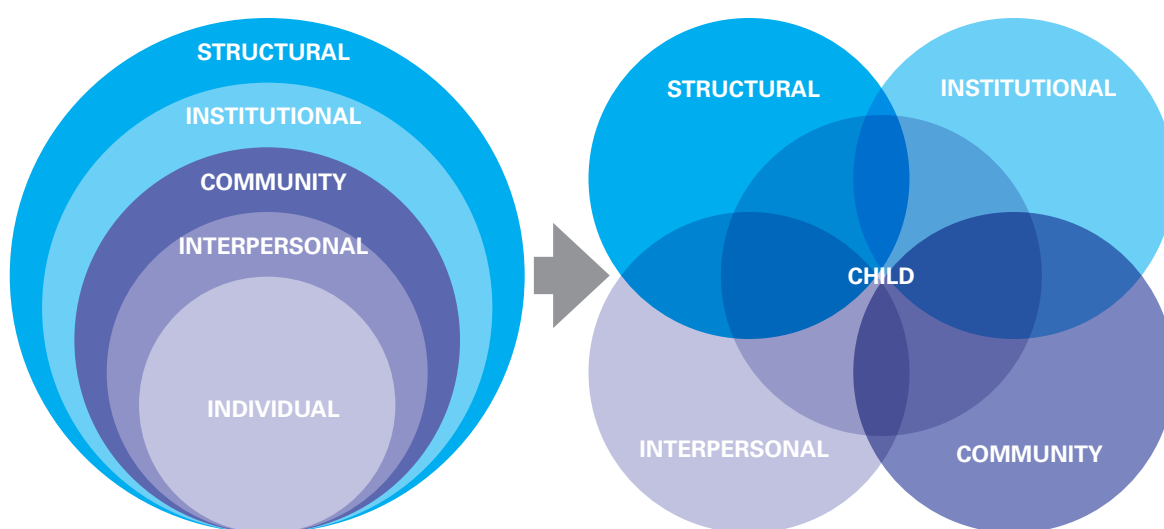 STRUCTURAL
INSTITUTIONAL
COMMUNITY
INTERPERSONAL
INDIVIDUAL
STRUCTURAL
INSTITUTIONAL
CHILD
INTERPERSONAL
COMMUNITY